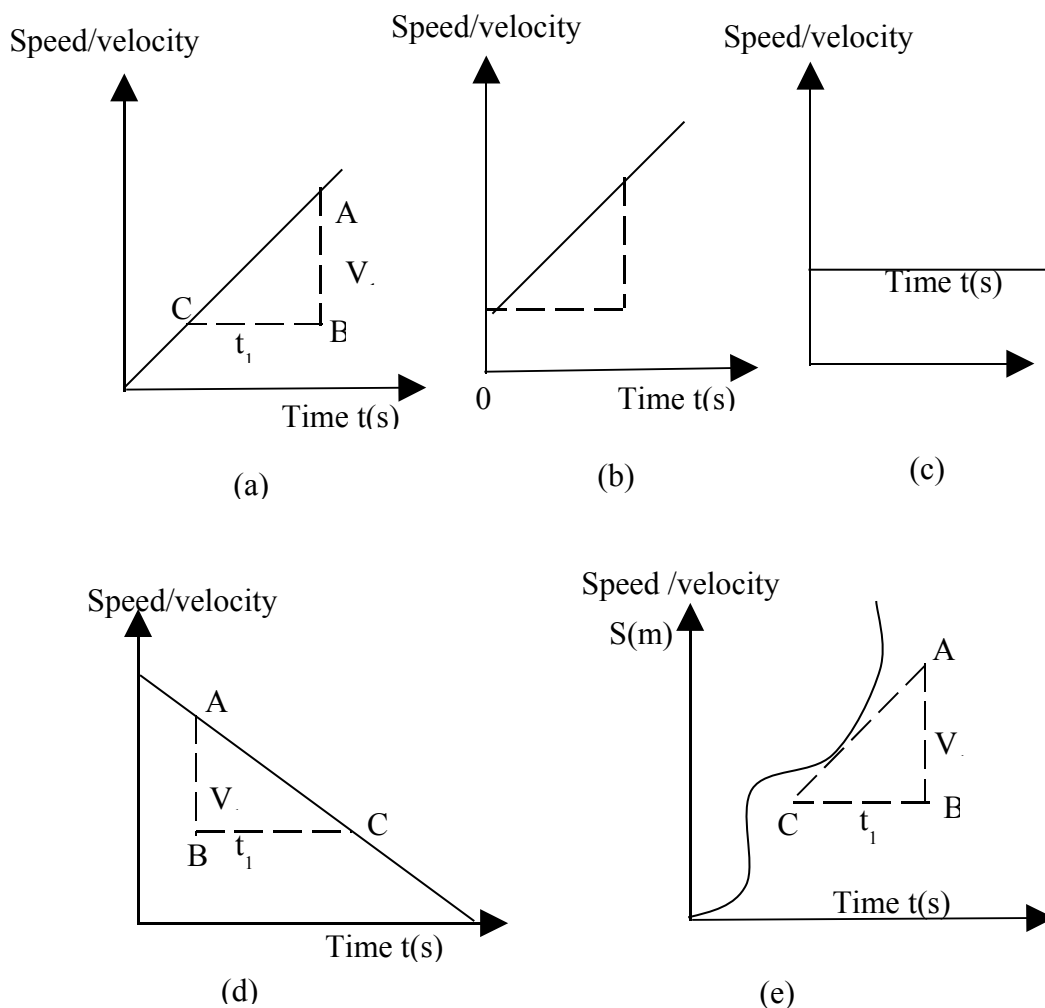 Speed/velocity
Speed/velocity
Speed/velocity
A
V
C
B
t1
Time t(s)
(a)
0
Time t(s)
(b)
Time t(s)
(c)
Speed/velocity
A
V
B
t1
C
Time t(s)
(d)
Speed /velocity
S(m)
A
V
C
t1
B
Time t(s)
(e)